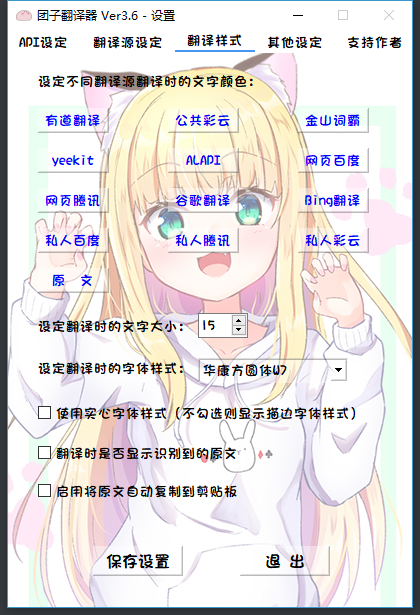 团子翻译器 Ver3.6 - 设置
API设定 翻译源设定 翻译样式 其他设定 支持作者
设定不同翻译源翻译时的文字颜色：
有道翻译 公共彩云 金山词霸
yeekit ALAPI 网页百度
网页腾讯 谷歌翻译 Bing翻译
私人百度 私人腾讯 私人彩云
原 文
设定翻译时的文字大小： 15
设定翻译时的字体样式： 华康方圆体W7
使用实心字体样式（不勾选则显示描边字体样式）
翻译时是否显示识别到的原文
启用将原文自动复制到剪贴板
保存设置 退 出